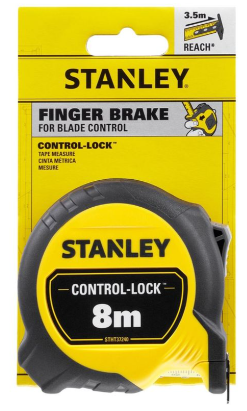 3.5m
REACH*
STANLEY
FINGER BRAKE
FOR BLADE CONTROL
CONTROL-LOCK™
TAPE MEASURE
CINTA MÉTRICA
MESURE
STANLEY
CONTROL-LOCK™
8m